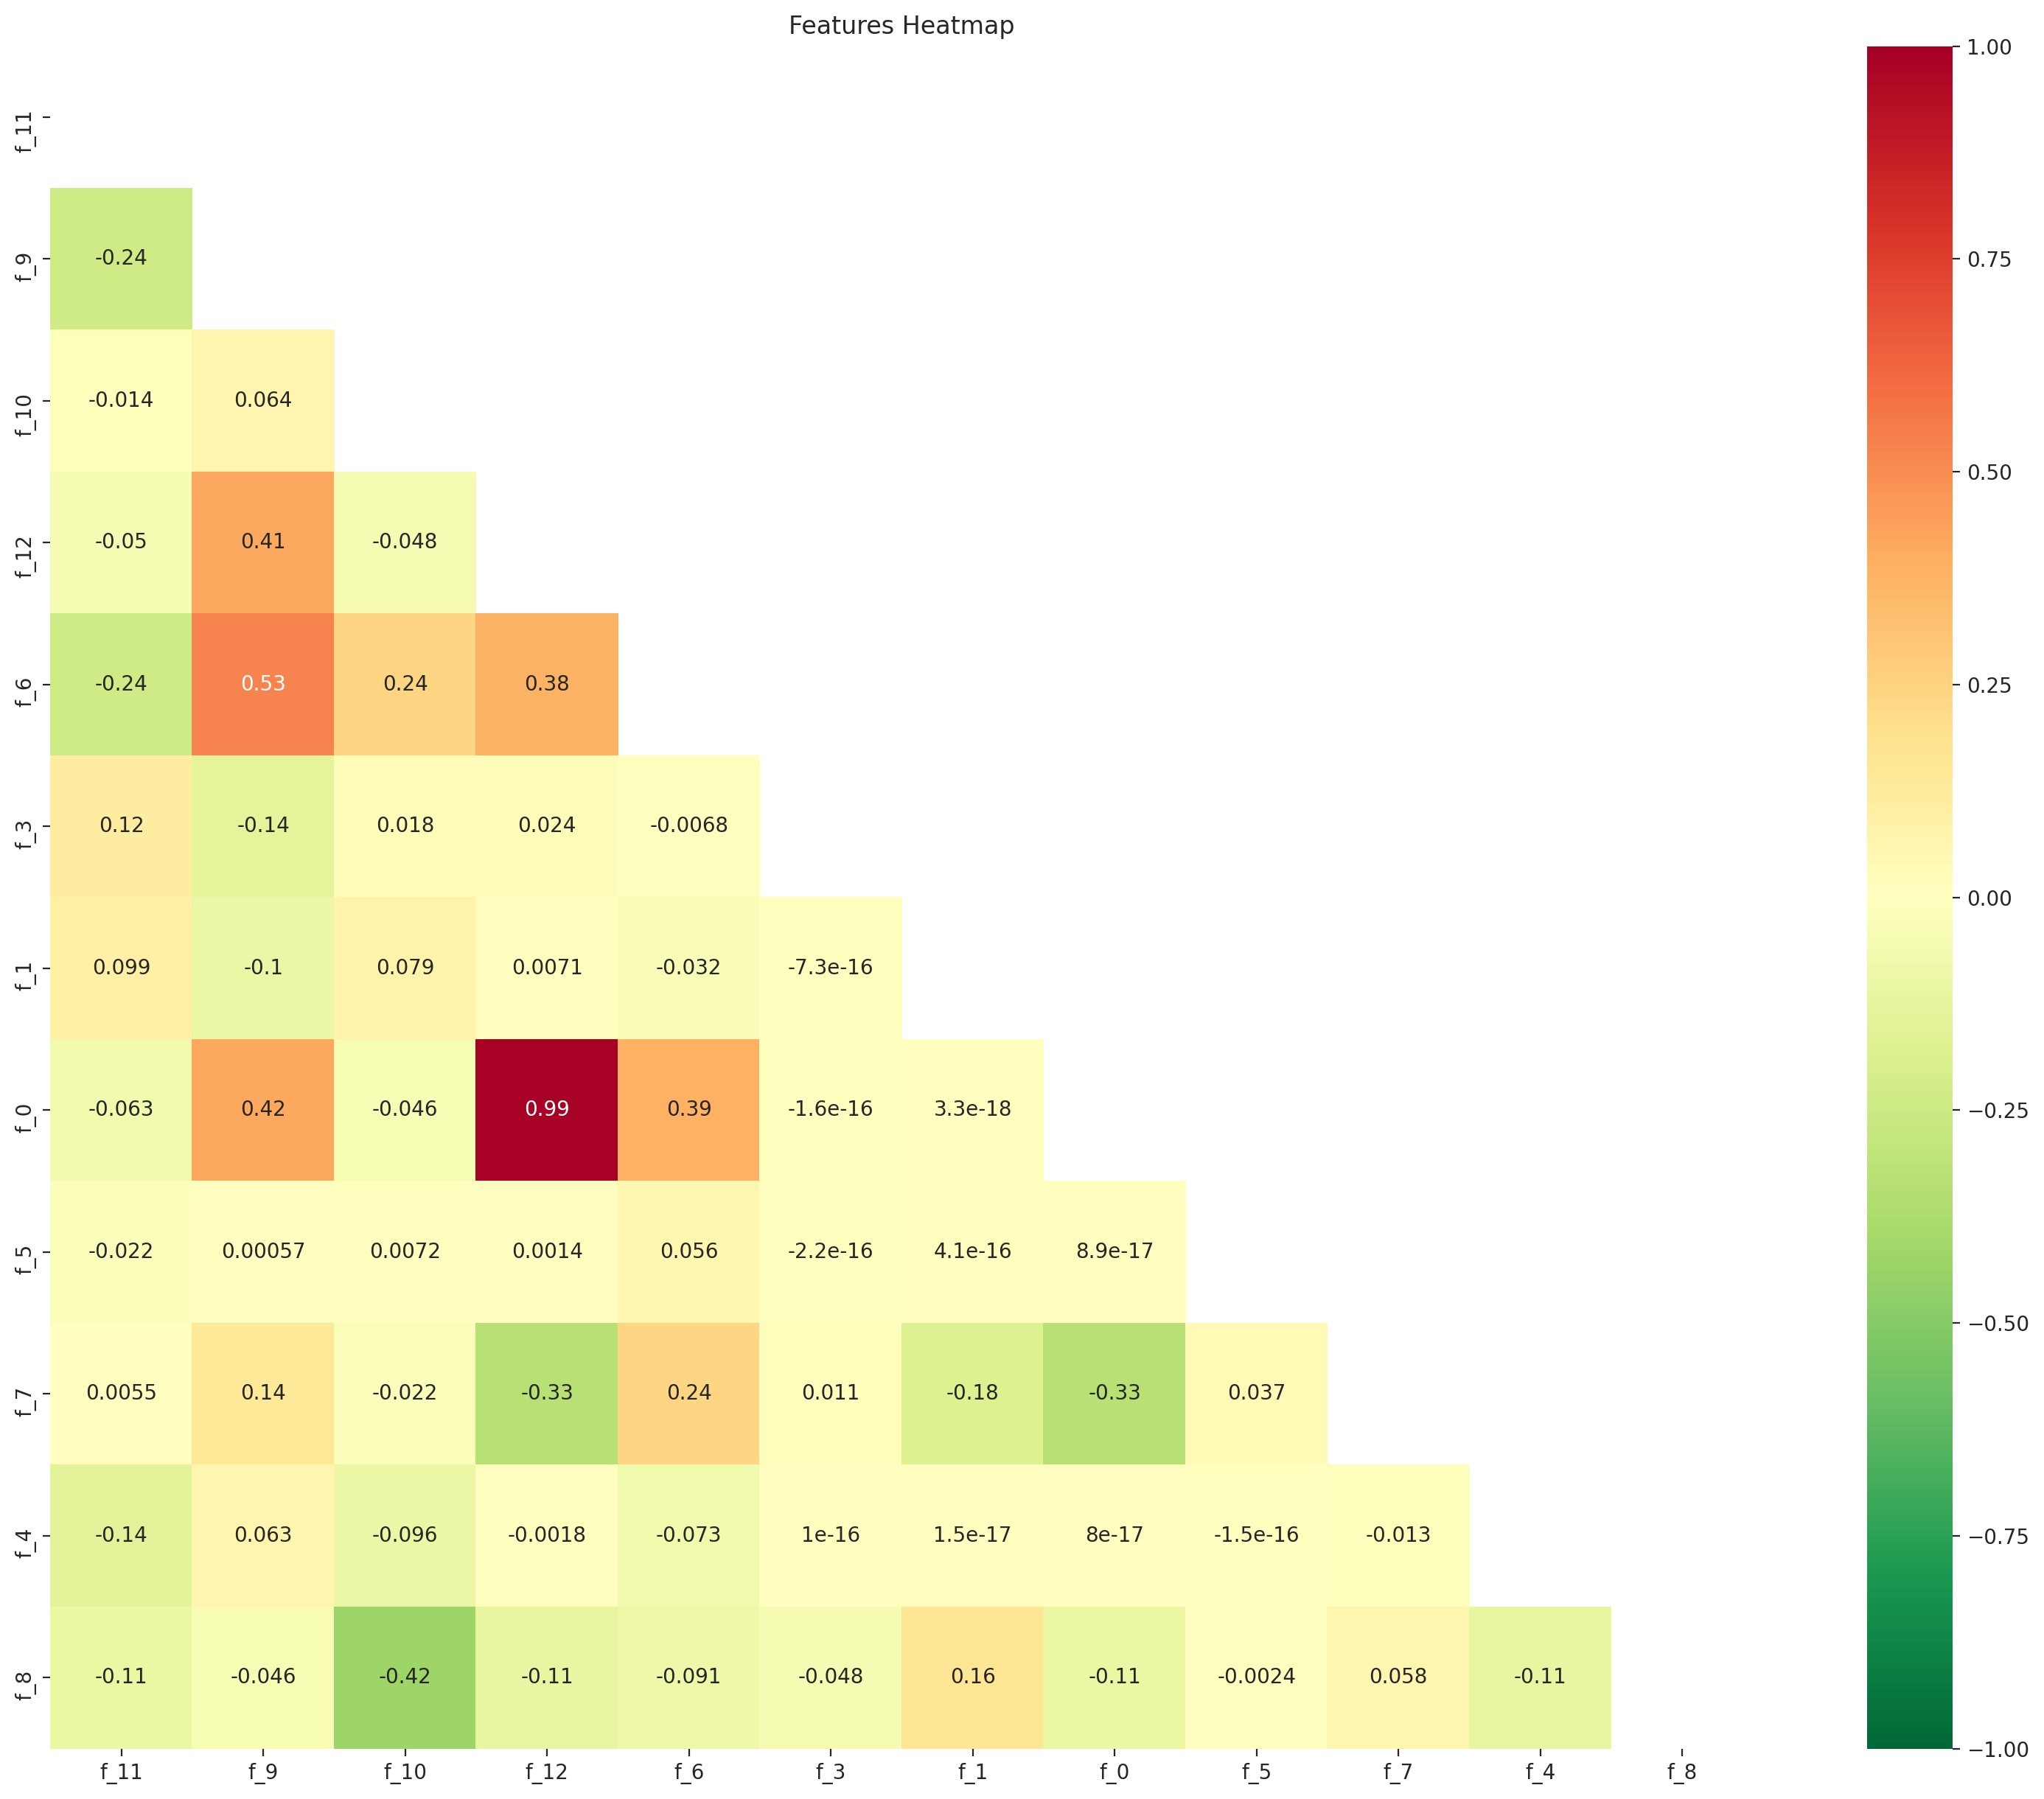 Features Heatmap
f_11
f_9 -0.24
f_10 -0.014 0.064
f_12 -0.05 0.41 -0.048
f_6 -0.24 0.53 0.24 0.38
f_3 0.12 -0.14 0.018 0.024 -0.0068
f_1 0.099 -0.1 0.079 0.0071 -0.032 -7.3e-16
f_0 -0.063 0.42 -0.046 0.99 0.39 -1.6e-16 3.3e-18
f_5 -0.022 0.00057 0.0072 0.0014 0.056 -2.2e-16 4.1e-16 8.9e-17
f_7 0.0055 0.14 -0.022 -0.33 0.24 0.011 -0.18 -0.33 0.037
f_4 -0.14 0.063 -0.096 -0.0018 -0.073 1e-16 1.5e-17 8e-17 -1.5e-16 -0.013
f_8 -0.11 -0.046 -0.42 -0.11 -0.091 -0.048 0.16 -0.11 -0.0024 0.058 -0.11
f_11 f_9 f_10 f_12 f_6 f_3 f_1 f_0 f_5 f_7 f_4 f_8
1.00
0.75
0.50
0.25
0.00
−0.25
−0.50
−0.75
−1.00